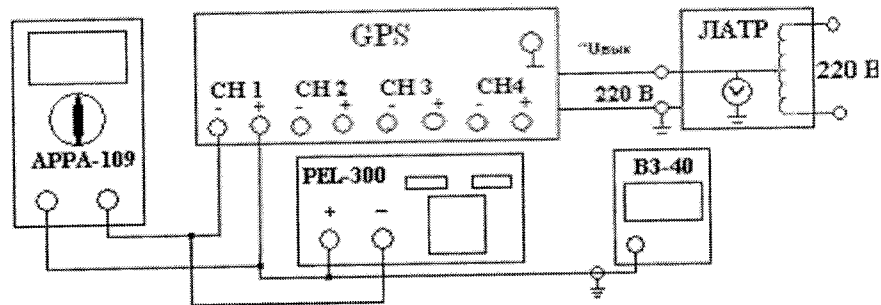 GPS
~Uвых
ЛАТР
220 В
220 В
CH 1 CH 2 CH 3 CH4
- + - + - + - +
APPA-109
PEL-300
+ -
B3-40